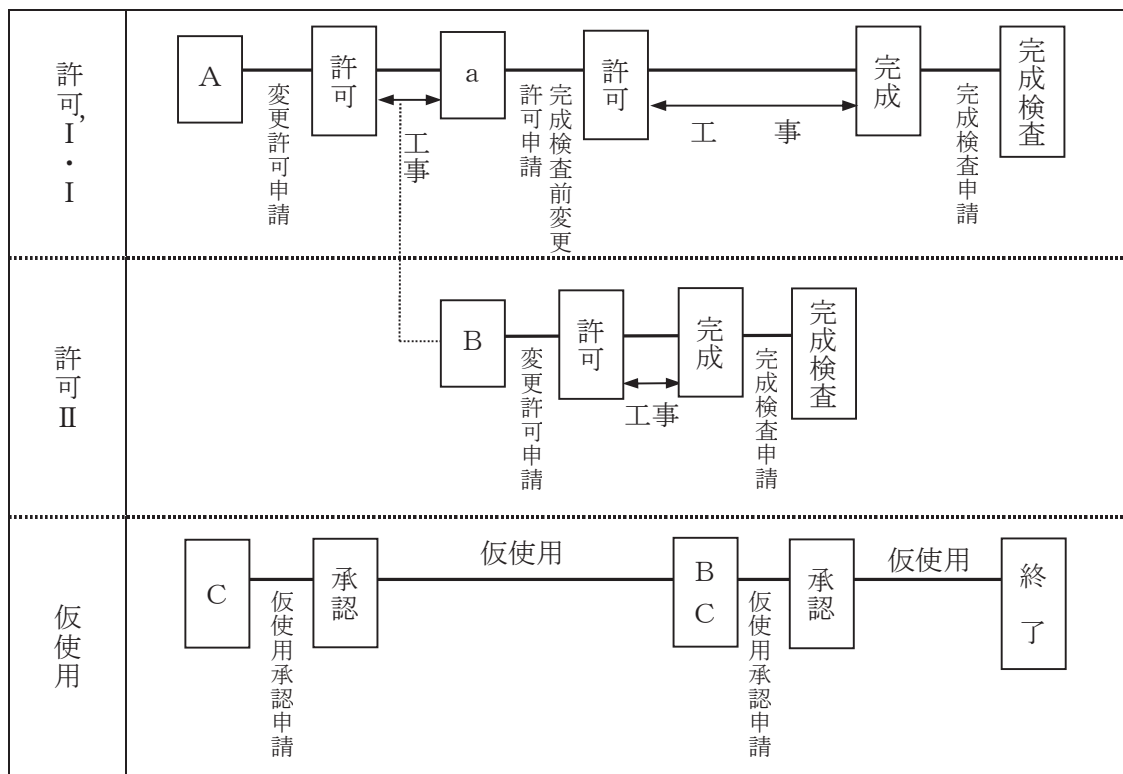 許可,Ⅰ・Ⅰ
A
変更許可申請
許可
工事
a
許可申請
完成検査前変更
許可
工 事
完成
完成検査申請
完成検査
許可Ⅱ
B
変更許可申請
許可
工事
完成
完成検査申請
完成検査
仮使用
C
仮使用承認申請
承認
仮使用
B
C
仮使用承認申請
承認
仮使用
終了